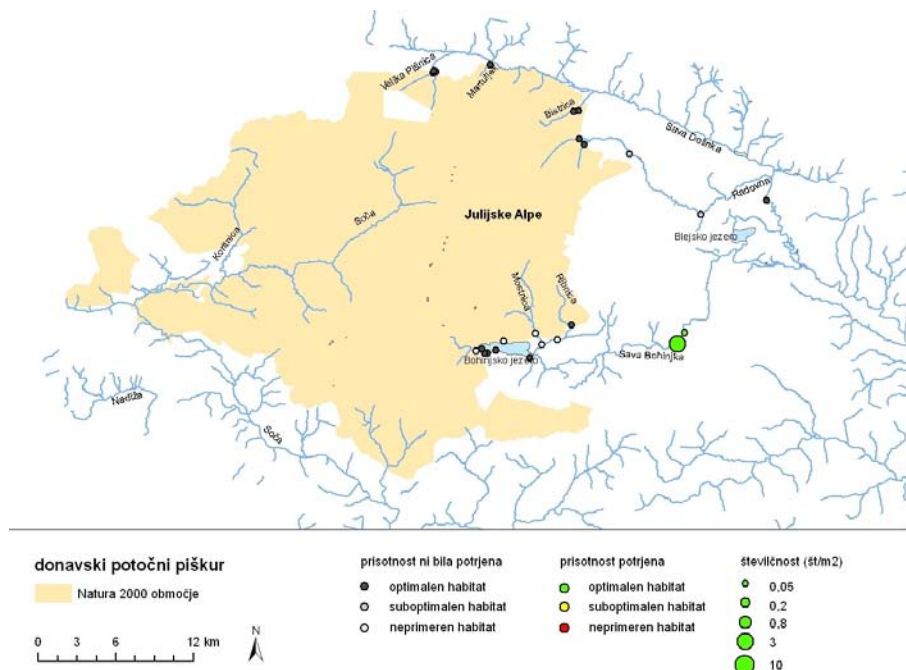 Velika Pišnica
Martuljek
Bistrica
Sava Dolinka
Radovna
Soča
Julijske Alpe
Koritnica
Blejsko jezero
Mostnica
Ribnica
Bohinjsko jezero
Sava Bohinjka
Nadiža
Soča
donavski potočni piškur
Natura 2000 območje
0 3 6 12 km
N
prisotnost ni bila potrjena
optimalen habitat
suboptimalen habitat
neprimeren habitat
prisotnost potrjena
optimalen habitat
suboptimalen habitat
neprimeren habitat
številčnost (št/m2)
0,05
0,2
0,8
3
10